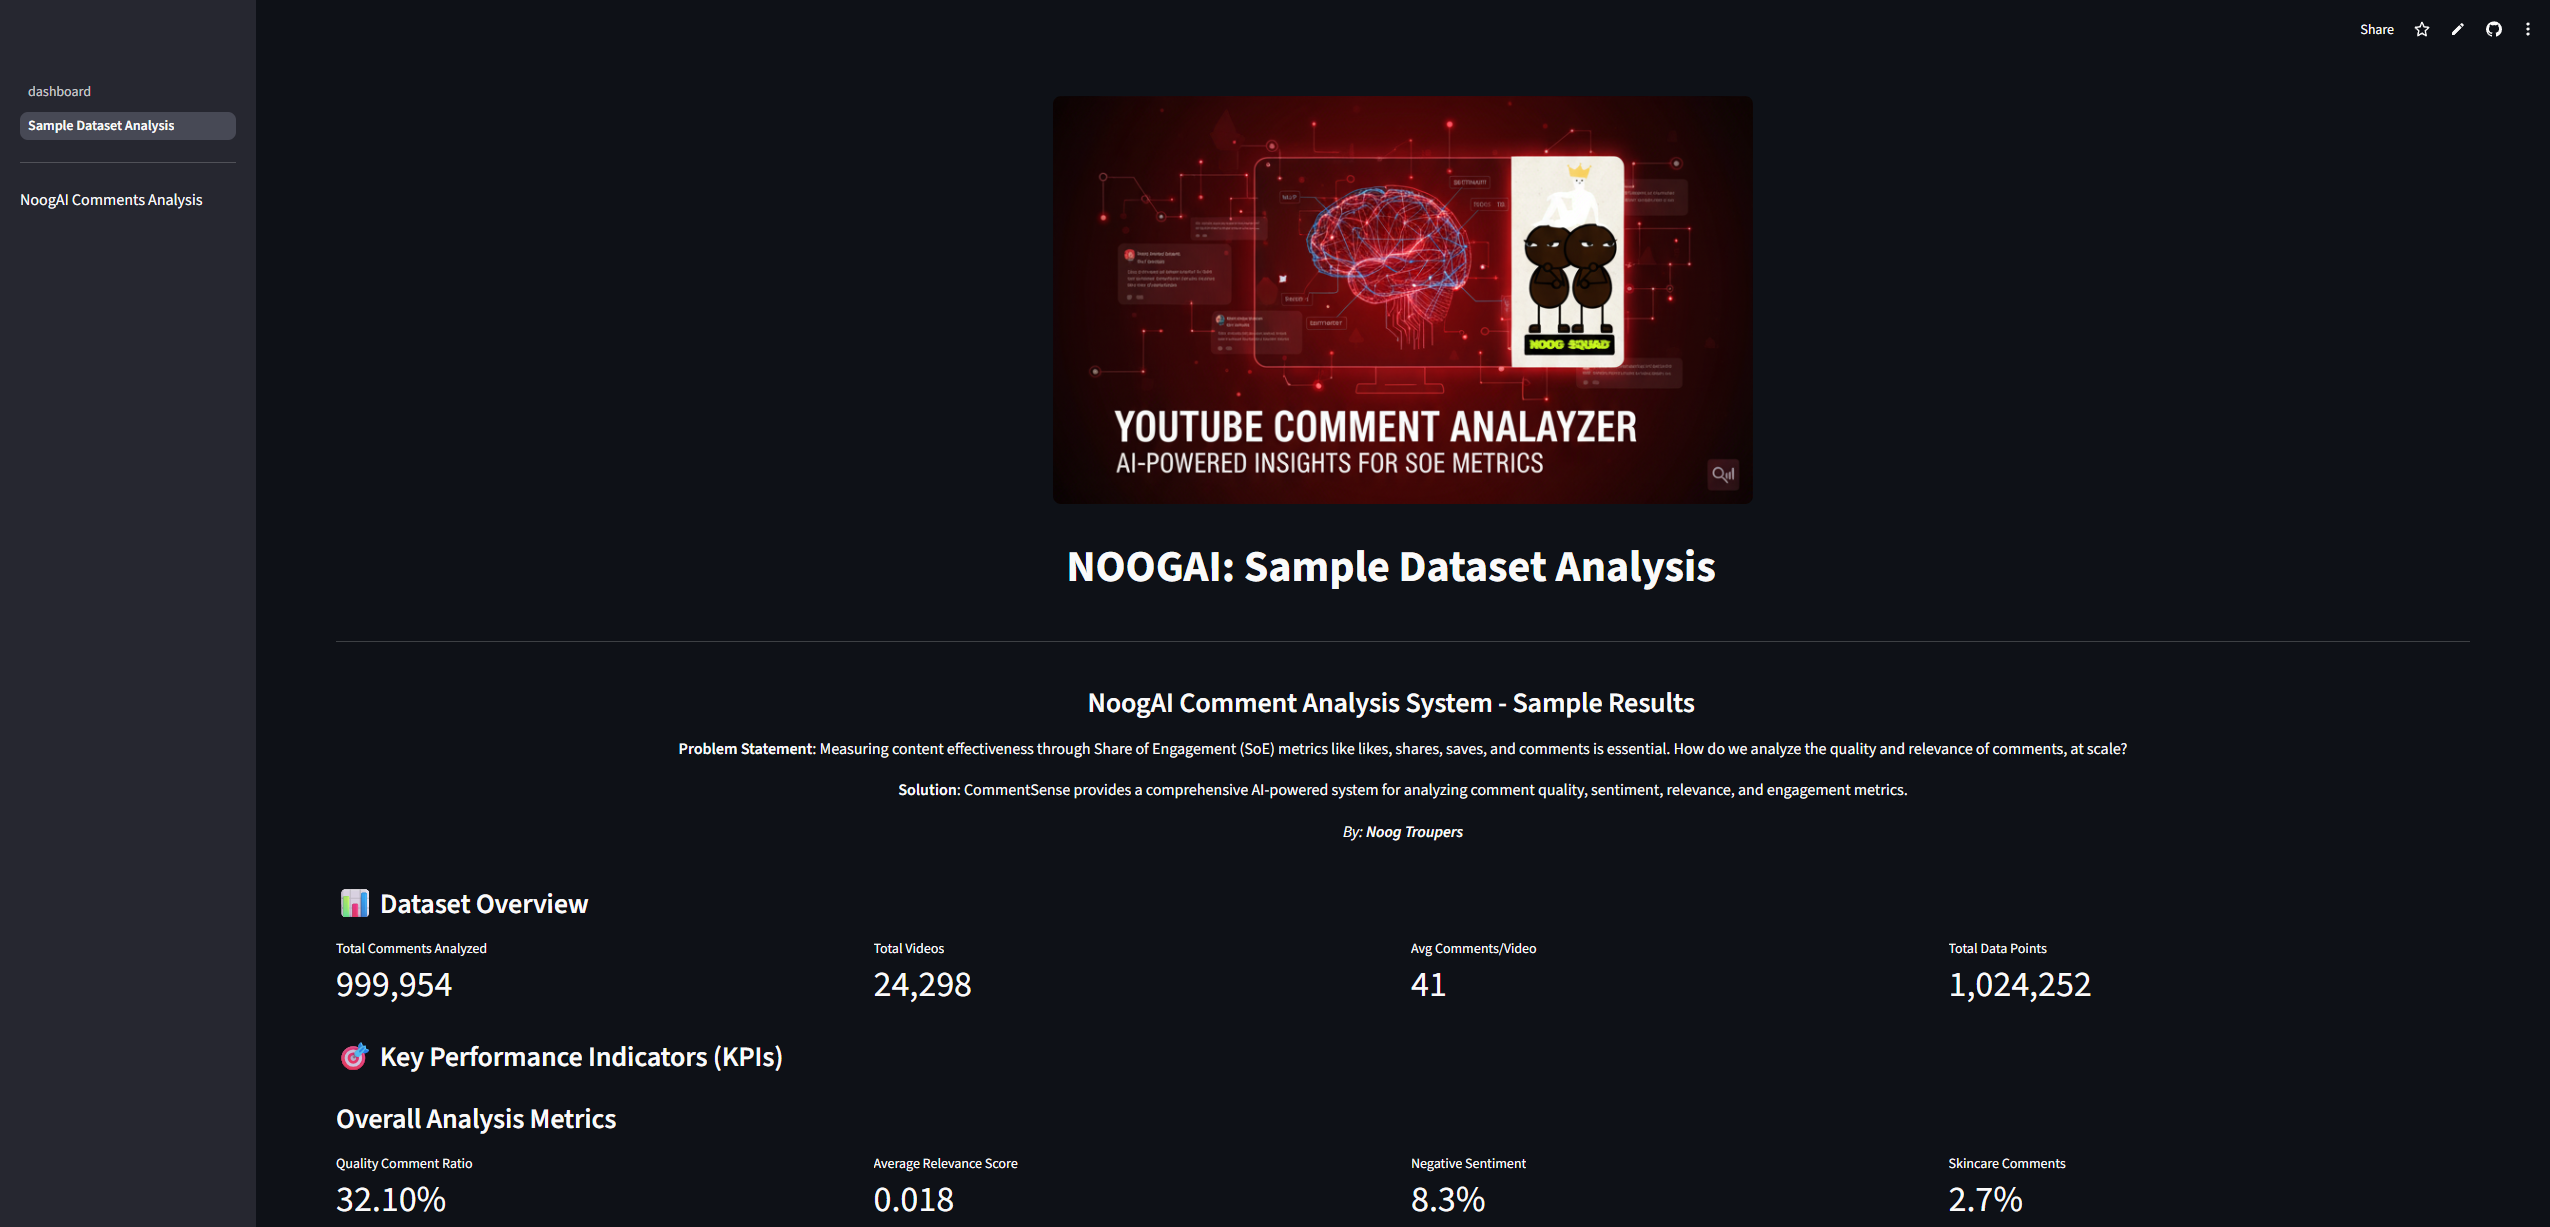 Share
dashboard
Sample Dataset Analysis
NoogAI Comments Analysis
NOOG SQUAD
YOUTUBE COMMENT ANALAYZER
AI-POWERED INSIGHTS FOR SOE METRICS
NOOGAI: Sample Dataset Analysis
NoogAI Comment Analysis System - Sample Results
Problem Statement: Measuring content effectiveness through Share of Engagement (SoE) metrics like likes, shares, saves, and comments is essential. How do we analyze the quality and relevance of comments, at scale?
Solution: CommentSense provides a comprehensive AI-powered system for analyzing comment quality, sentiment, relevance, and engagement metrics.
By: Noog Troupers
Dataset Overview
Total Comments Analyzed
999,954
Total Videos
24,298
Avg Comments/Video
41
Total Data Points
1,024,252
Key Performance Indicators (KPIs)
Overall Analysis Metrics
Quality Comment Ratio
32.10%
Average Relevance Score
0.018
Negative Sentiment
8.3%
Skincare Comments
2.7%